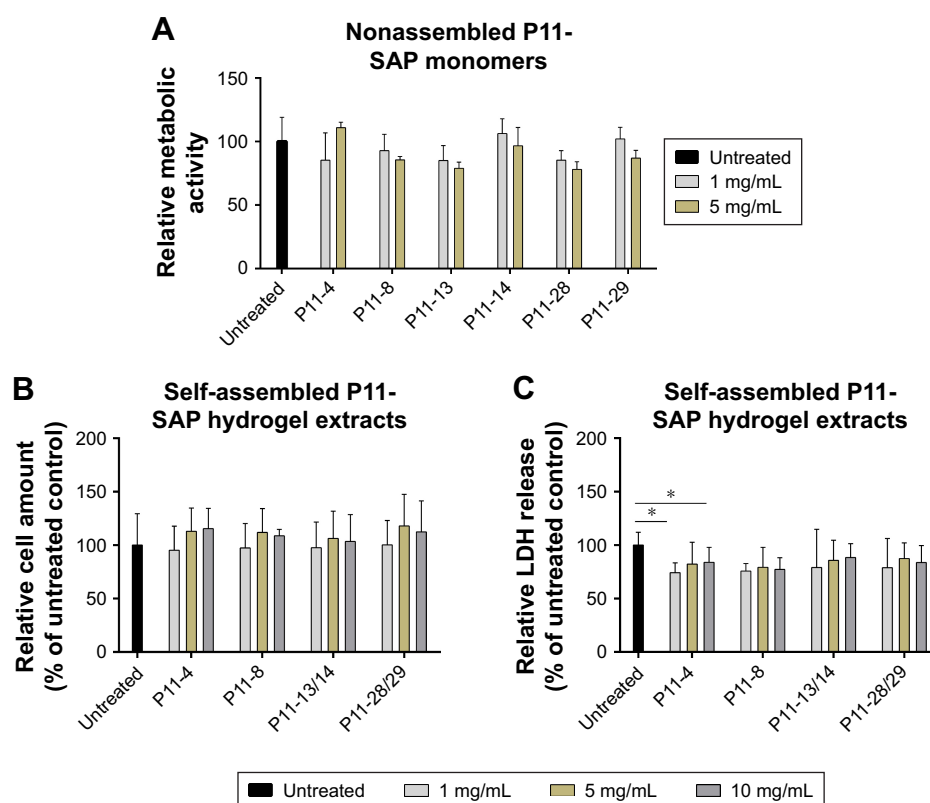 A
Nonassembled P11-
SAP monomers
Relative metabolic
activity
150
100
50
0
Untreated
P11-4
P11-8
P11-13
P11-14
P11-28
P11-29
Untreated
1 mg/mL
5 mg/mL
B
Self-assembled P11-
SAP hydrogel extracts
Relative cell amount
(% of untreated control)
200
150
100
50
0
Untreated
P11-4
P11-8
P11-13/14
P11-28/29
C
Self-assembled P11-
SAP hydrogel extracts
Relative LDH release
(% of untreated control)
200
150
100
50
0
*
*
Untreated
P11-4
P11-8
P11-13/14
P11-28/29
Untreated
1 mg/mL
5 mg/mL
10 mg/mL